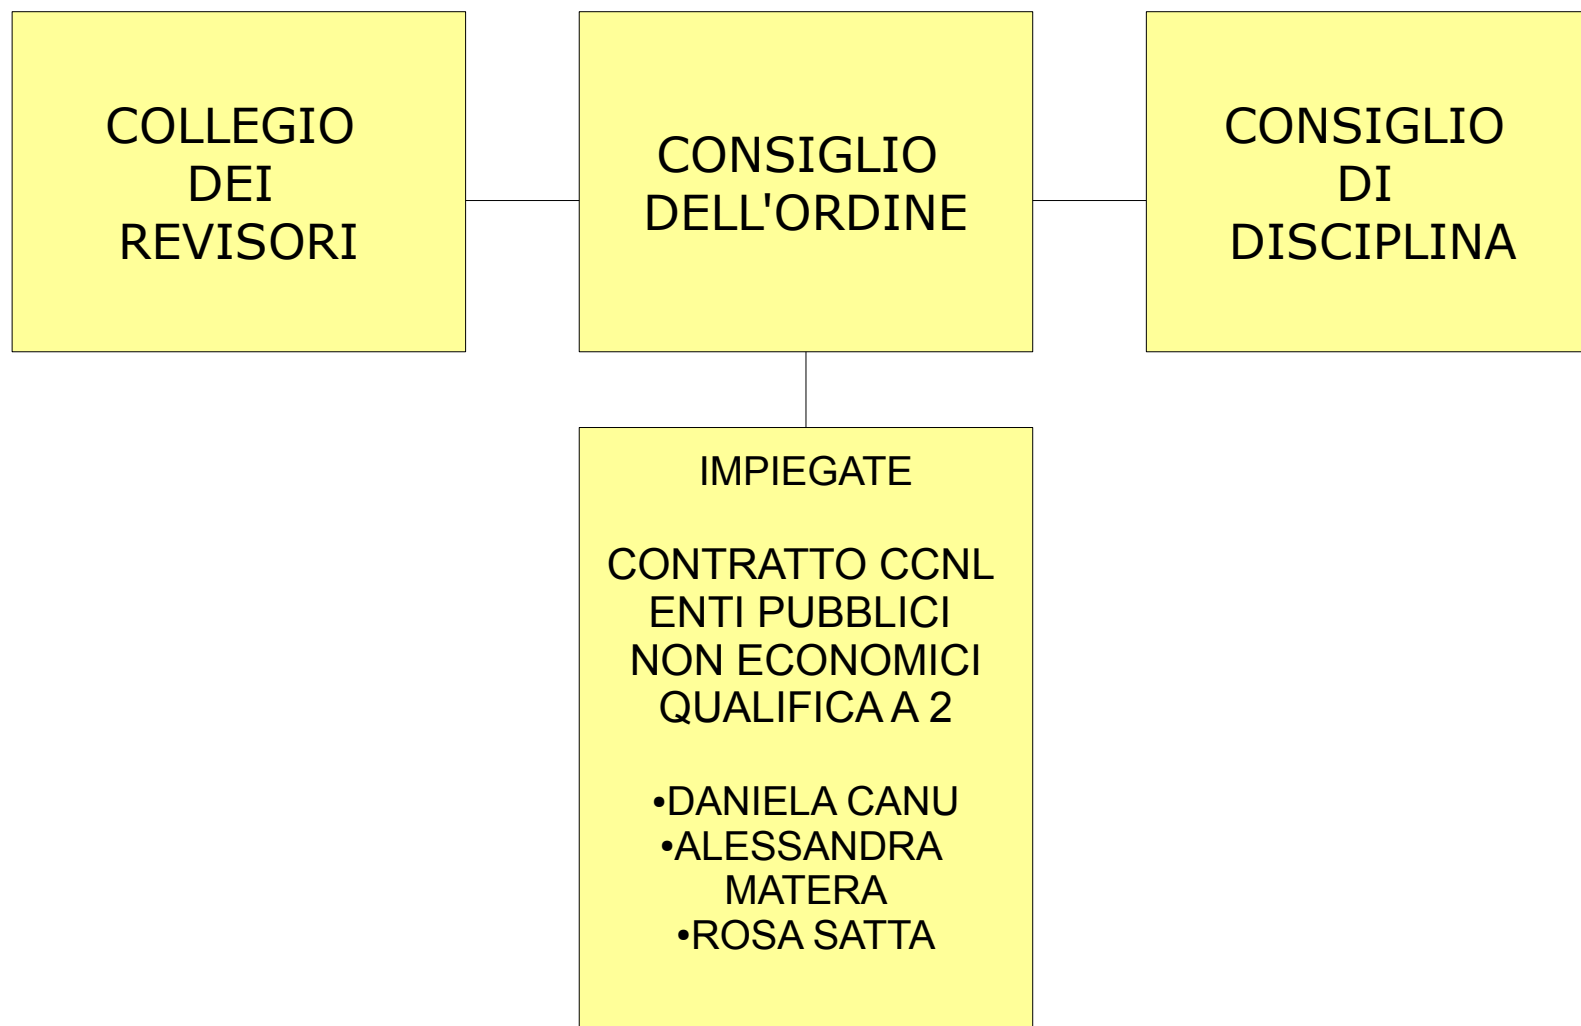 COLLEGIO
DEI
REVISORI
CONSIGLIO
DELL'ORDINE
CONSIGLIO
DI
DISCIPLINA
IMPIEGATE
CONTRATTO CCNL
ENTI PUBBLICI
NON ECONOMICI
QUALIFICA A 2
•DANIELA CANU
•ALESSANDRA
MATERA
•ROSA SATTA